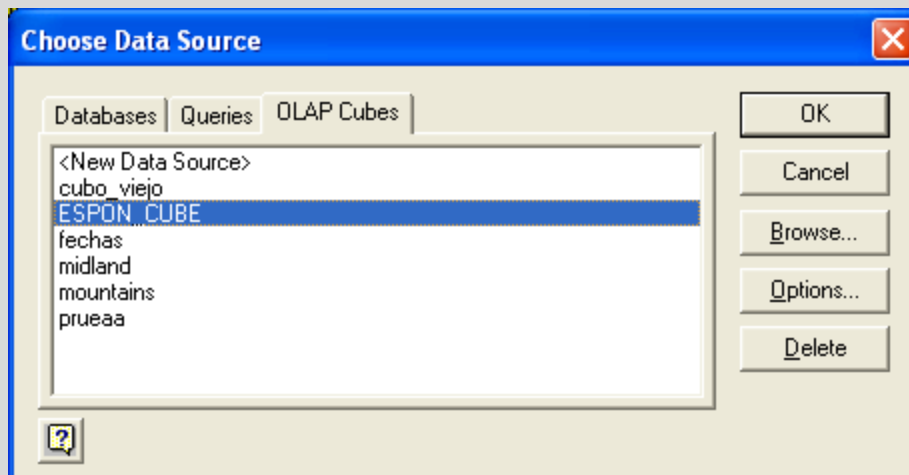 Choose Data Source
Databases Queries OLAP Cubes
<New Data Source>
cubo_viejo
ESPON_CUBE
fechas
midland
mountains
prueaa
OK
Cancel
Browse...
Options...
Delete
?